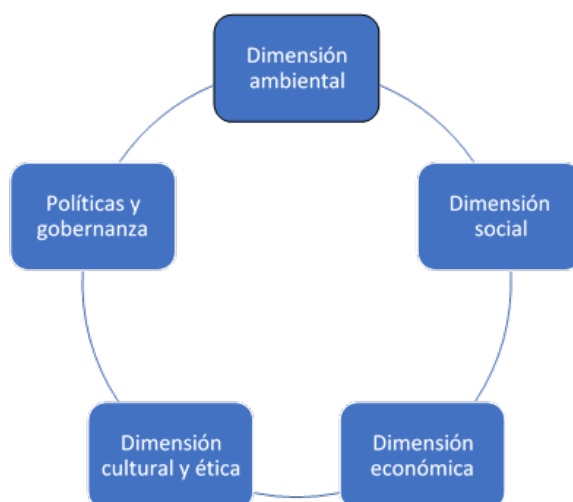 Dimensión
ambiental
Políticas y
gobernanza
Dimensión
social
Dimensión
cultural y ética
Dimensión
económica